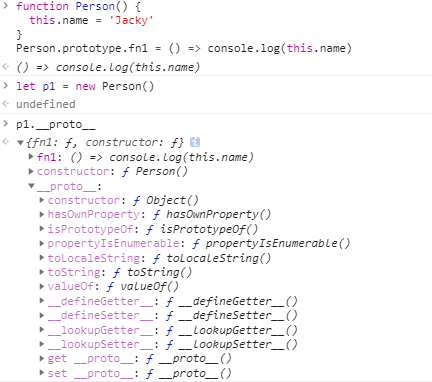 > function Person() {
this.name = 'Jacky'
}
Person.prototype.fn1 = () => console.log(this.name)
() => console.log(this.name)
> let p1 = new Person()
undefined
> p1.__proto__
▼{fn1: ƒ, constructor: ƒ} i
▶ fn1: () => console.log(this.name)
▶ constructor: ƒ Person()
▼ __proto__:
▶ constructor: ƒ Object()
▶ hasOwnProperty: ƒ hasOwnProperty()
▶ isPrototypeOf: ƒ isPrototypeOf()
▶ propertyIsEnumerable: ƒ propertyIsEnumerable()
▶ toLocaleString: ƒ toLocaleString()
▶ toString: ƒ toString()
▶ valueOf: ƒ valueOf()
▶ __defineGetter__: ƒ __defineGetter__()
▶ __defineSetter__: ƒ __defineSetter__()
▶ __lookupGetter__: ƒ __lookupGetter__()
▶ __lookupSetter__: ƒ __lookupSetter__()
▶ get __proto__: ƒ __proto__()
▶ set __proto__: ƒ __proto__()